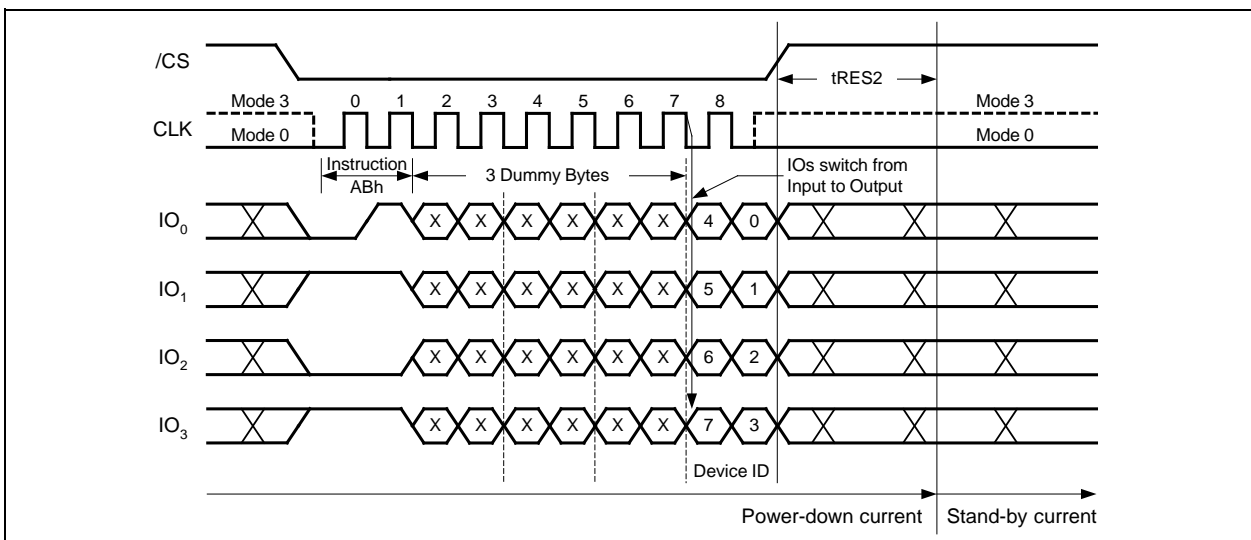 /CS
tRES2
0 1 2 3 4 5 6 7 8
Mode 3
Mode 3
CLK
Mode 0
Mode 0
Instruction
ABh
3 Dummy Bytes
IOs switch from
Input to Output
IO0 X X X X X X 4 0
IO1 X X X X X X 5 1
IO2 X X X X X X 6 2
IO3 X X X X X X 7 3
Device ID
Power-down current
Stand-by current